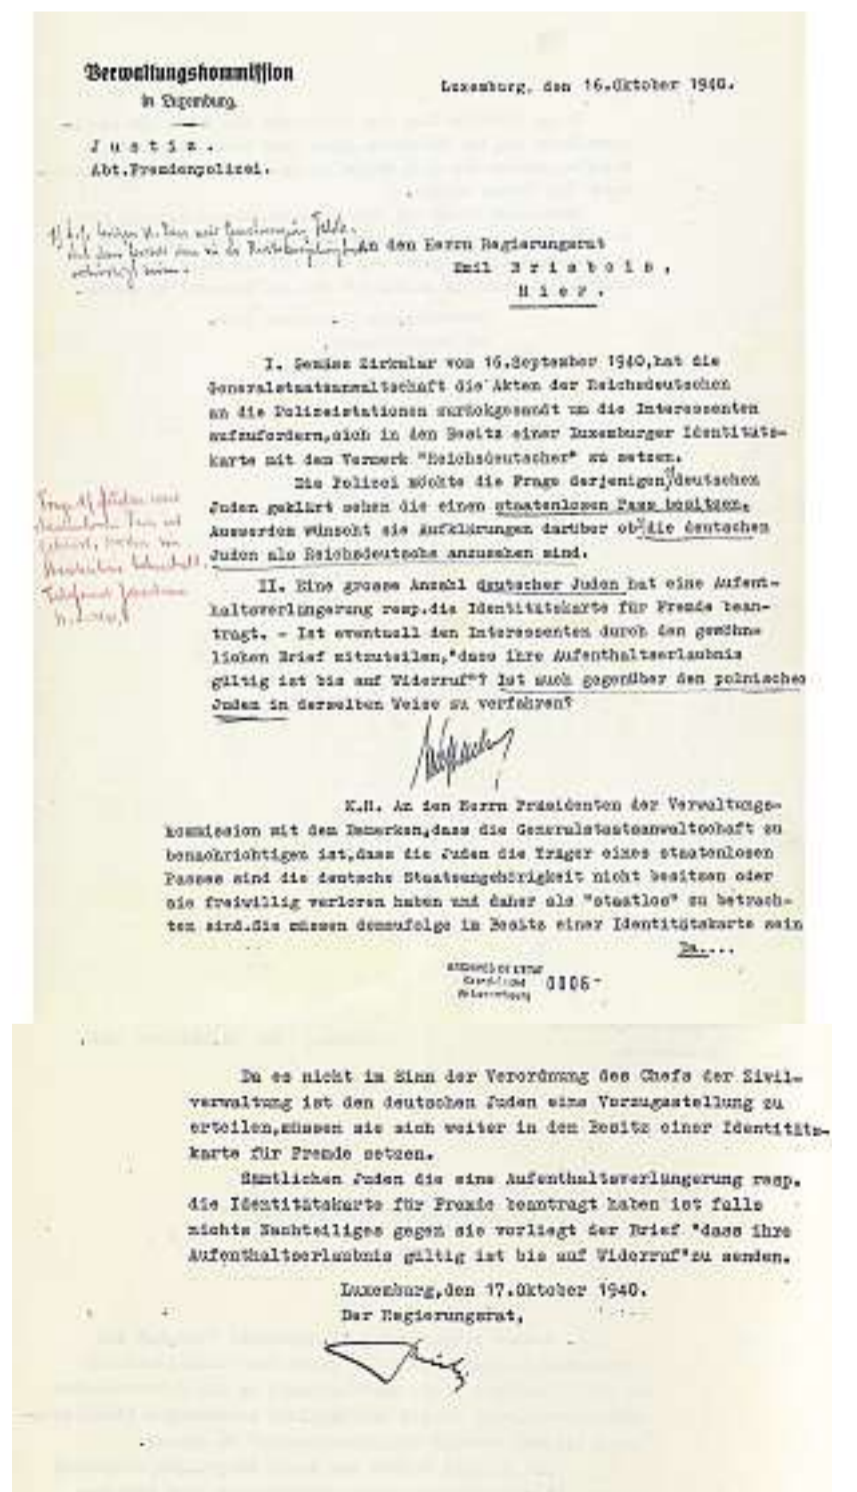 Verwaltungskommission
in Luxemburg.
Luxemburg, den 16.Oktober 1940.
Justiz.
Abt.Fremdenpolizei.
An den Herrn Regierungsrat
Emil Brisbois,
Hier.
I. Gemäss Zirkular vom 16.September 1940,hat die
Generalstaatsanwaltschaft die Akten der Reichsdeutschen
an die Polizeistationen zurückgesandt um die Interessenten
aufzufordern,sich in den Besitz einer Luxemburger Identitäts-
karte mit dem Vermerk "Reichsdeutscher" zu setzen.
Die Polizei möchte die Frage derjenigen deutschen
Juden geklärt sehen die einen staatenlosen Pass besitzen.
Ausserdem wünscht sie Aufklärungen darüber ob die deutschen
Juden als Reichsdeutsche anzusehen sind.
II. Eine grosse Anzahl deutscher Juden hat eine Aufent-
haltsverlängerung resp.die Identitätskarte für Fremde bean-
tragt. - Ist eventuell den Interessenten durch den gewöhn-
lichen Brief mitzuteilen,"dass ihre Aufenthaltserlaubnis
gültig ist bis auf Widerruf"? Ist auch gegenüber den polnischen
Juden in derselben Weise zu verfahren?
K.H. An den Herrn Präsidenten der Verwaltungs-
kommission mit dem Bemerken,dass die Generalstaatsanwaltschaft zu
benachrichtigen ist,dass die Juden die Träger eines staatenlosen
Passes sind die deutsche Staatsangehörigkeit nicht besitzen oder
sie freiwillig verloren haben und daher als "staatlos" zu betrach-
ten sind.Sie müssen demzufolge im Besitz einer Identitätskarte sein
Da....
0006
Da es nicht im Sinn der Verordnung des Chefs der Zivil-
verwaltung ist den deutschen Juden eine Vorzugsstellung zu
erteilen,müssen sie sich weiter in den Besitz einer Identitäts-
karte für Fremde setzen.
Sämtlichen Juden die eine Aufenthaltsverlängerung resp.
die Identitätskarte für Fremde beantragt haben ist falls
nichts Nachteiliges gegen sie vorliegt der Brief "dass ihre
Aufenthaltserlaubnis gültig ist bis auf Widerruf"zu senden.
Luxemburg,den 17.Oktober 1940.
Der Regierungsrat,